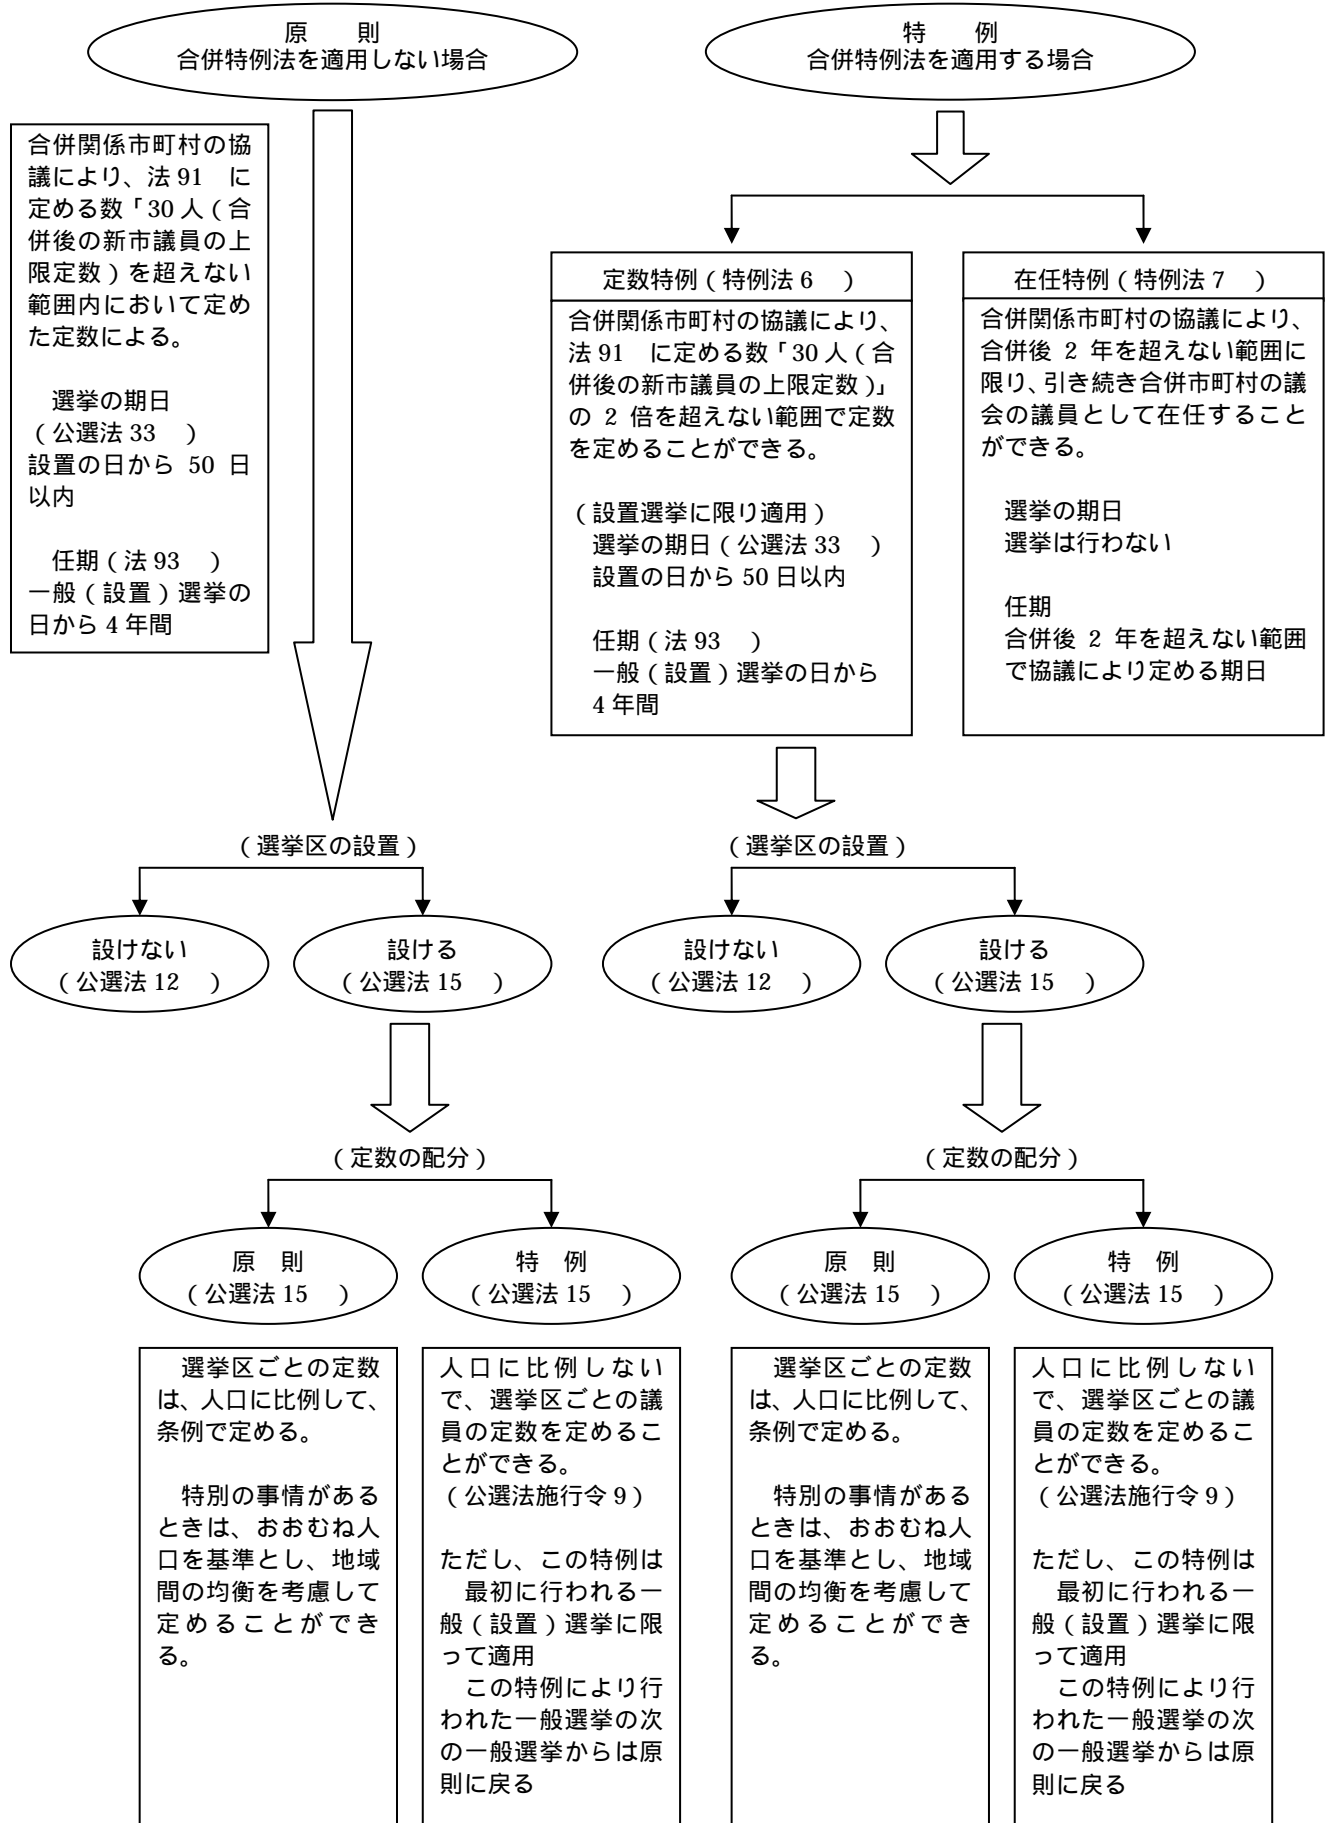 原　則
合併特例法を適用しない場合
特　例
合併特例法を適用する場合
合併関係市町村の協
議により、法 91　に
定める数「30 人（合
併後の新市議員の上
限定数）を超えない
範囲内において定め
た定数による。
選挙の期日
（公選法 33　）
設置の日から 50 日
以内
任期（法 93　）
一般（設置）選挙の
日から 4 年間
定数特例（特例法 6　）
合併関係市町村の協議により、
法 91　に定める数「30 人（合
併後の新市議員の上限定数）」
の 2 倍を超えない範囲で定数
を定めることができる。
（設置選挙に限り適用）
選挙の期日（公選法 33　）
設置の日から 50 日以内
任期（法 93　）
一般（設置）選挙の日から
4 年間
在任特例（特例法 7　）
合併関係市町村の協議により、
合併後 2 年を超えない範囲に
限り、引き続き合併市町村の議
会の議員として在任すること
ができる。
選挙の期日
選挙は行わない
任期
合併後 2 年を超えない範囲
で協議により定める期日
（選挙区の設置）
設けない
（公選法 12　）
設ける
（公選法 15　）
（選挙区の設置）
設けない
（公選法 12　）
設ける
（公選法 15　）
（定数の配分）
原　則
（公選法 15　）
特　例
（公選法 15　）
（定数の配分）
原　則
（公選法 15　）
特　例
（公選法 15　）
選挙区ごとの定数
は、人口に比例して、
条例で定める。
特別の事情がある
ときは、おおむね人
口を基準とし、地域
間の均衡を考慮して
定めることができ
る。
人口に比例しない
で、選挙区ごとの議
員の定数を定めるこ
とができる。
（公選法施行令 9）
ただし、この特例は
最初に行われる一
般（設置）選挙に限
って適用
この特例により行
われた一般選挙の次
の一般選挙からは原
則に戻る
選挙区ごとの定数
は、人口に比例して、
条例で定める。
特別の事情がある
ときは、おおむね人
口を基準とし、地域
間の均衡を考慮して
定めることができ
る。
人口に比例しない
で、選挙区ごとの議
員の定数を定めるこ
とができる。
（公選法施行令 9）
ただし、この特例は
最初に行われる一
般（設置）選挙に限
って適用
この特例により行
われた一般選挙の次
の一般選挙からは原
則に戻る